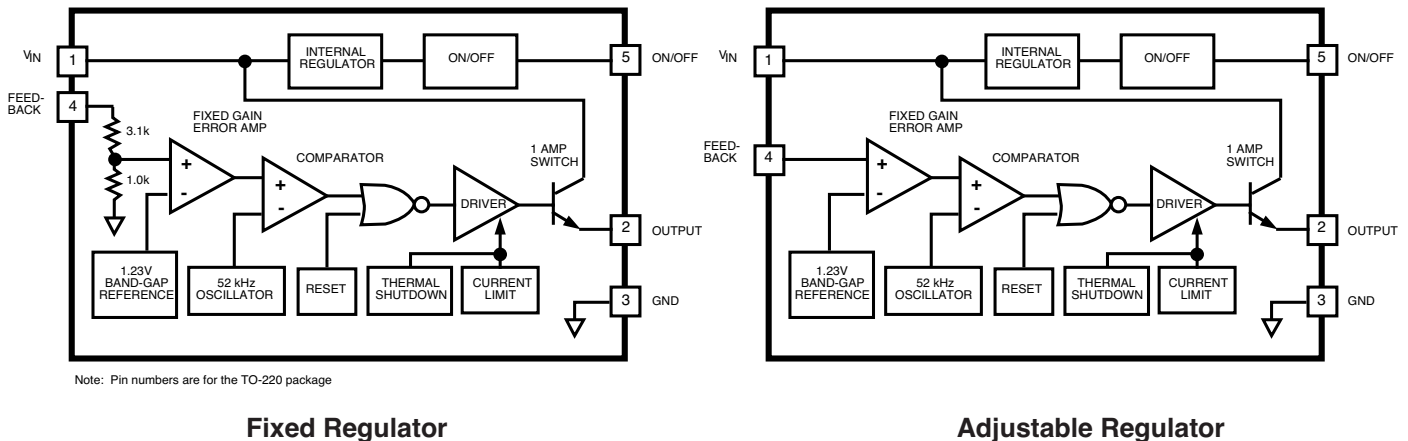 VIN
1
INTERNAL
REGULATOR
ON/OFF
5
ON/OFF
FEED-
BACK
4
3.1k
1.0k
FIXED GAIN
ERROR AMP
+
-
COMPARATOR
+
-
1 AMP
SWITCH
DRIVER
2
OUTPUT
1.23V
BAND-GAP
REFERENCE
52 kHz
OSCILLATOR
RESET
THERMAL
SHUTDOWN
CURRENT
LIMIT
3
GND
Note: Pin numbers are for the TO-220 package
Fixed Regulator
VIN
1
INTERNAL
REGULATOR
ON/OFF
5
ON/OFF
FEED-
BACK
4
FIXED GAIN
ERROR AMP
+
-
COMPARATOR
+
-
1 AMP
SWITCH
DRIVER
2
OUTPUT
1.23V
BAND-GAP
REFERENCE
52 kHz
OSCILLATOR
RESET
THERMAL
SHUTDOWN
CURRENT
LIMIT
3
GND
Adjustable Regulator